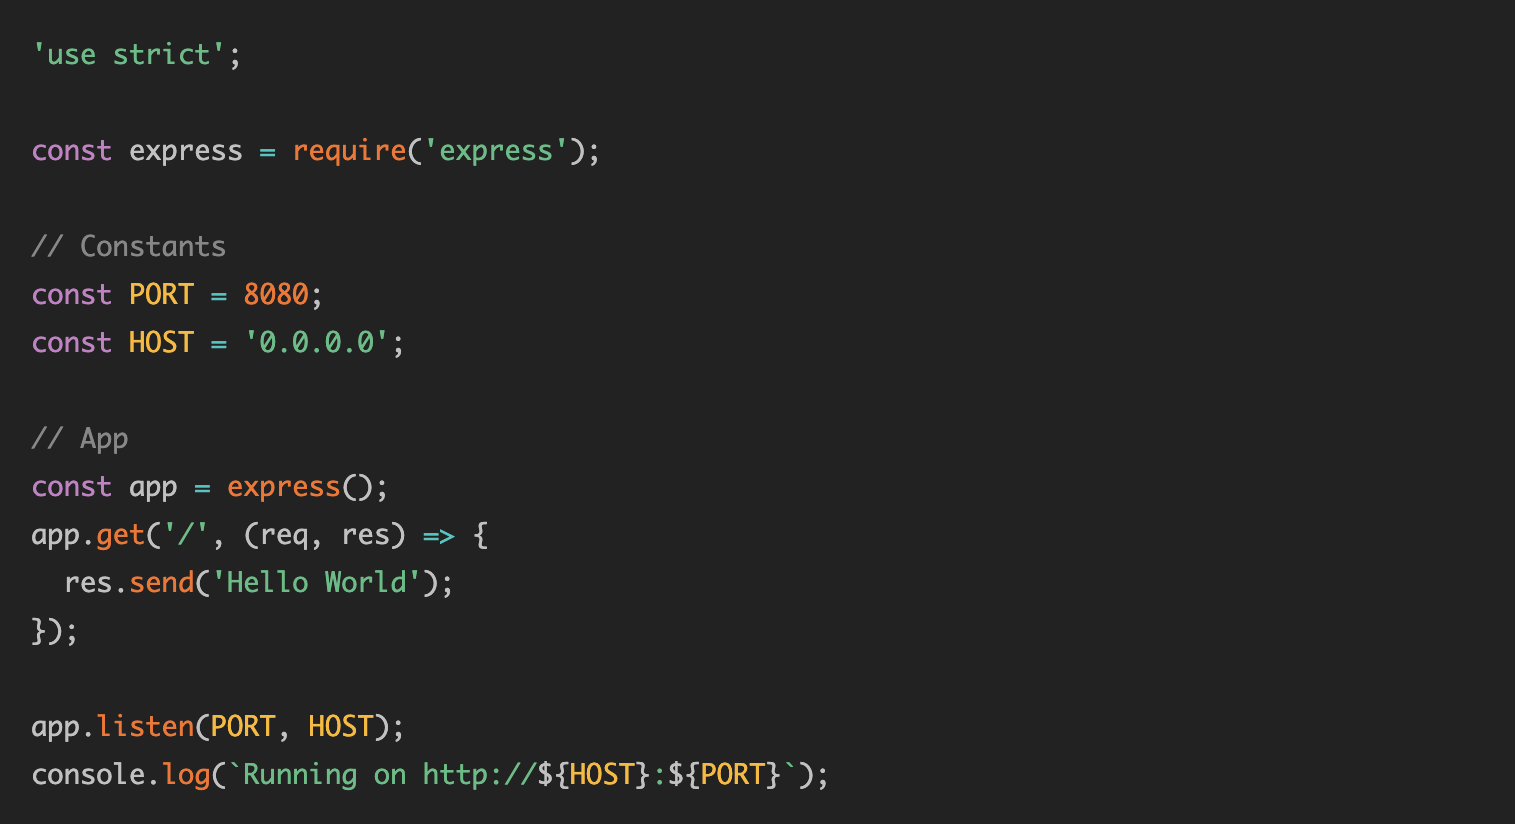 'use strict';

const express = require('express');

// Constants
const PORT = 8080;
const HOST = '0.0.0.0';

// App
const app = express();
app.get('/', (req, res) => {
  res.send('Hello World');
});

app.listen(PORT, HOST);
console.log(`Running on http://${HOST}:${PORT}`);